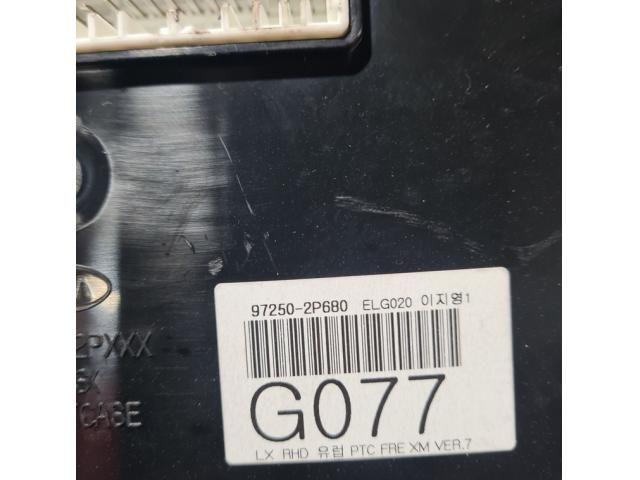 97250-2P680 ELG020 이지영1
G077
LX RHD 유럽 PTC FRE XM VER.7
2PXXX
CASE